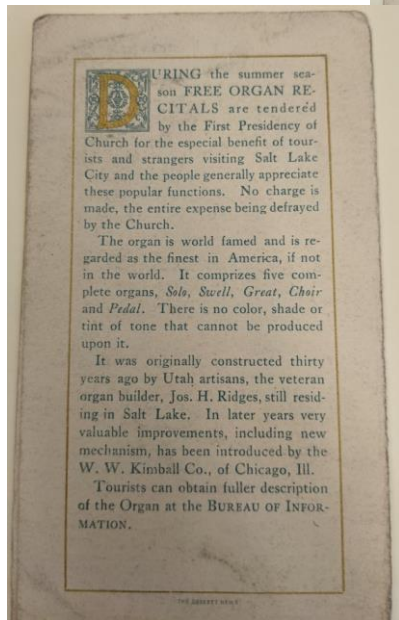 DURING the summer sea-
son FREE ORGAN RE-
CITALS are tendered
by the First Presidency of
Church for the especial benefit of tour-
ists and strangers visiting Salt Lake
City and the people generally appreciate
these popular functions. No charge is
made, the entire expense being defrayed
by the Church.
The organ is world famed and is re-
garded as the finest in America, if not
in the world. It comprizes five com-
plete organs, Solo, Swell, Great, Choir
and Pedal. There is no color, shade or
tint of tone that cannot be produced
upon it.
It was originally constructed thirty
years ago by Utah artisans, the veteran
organ builder, Jos. H. Ridges, still resid-
ing in Salt Lake. In later years very
valuable improvements, including new
mechanism, has been introduced by the
W. W. Kimball Co., of Chicago, Ill.
Tourists can obtain fuller description
of the Organ at the BUREAU OF INFOR-
MATION.
THE DESERET NEWS